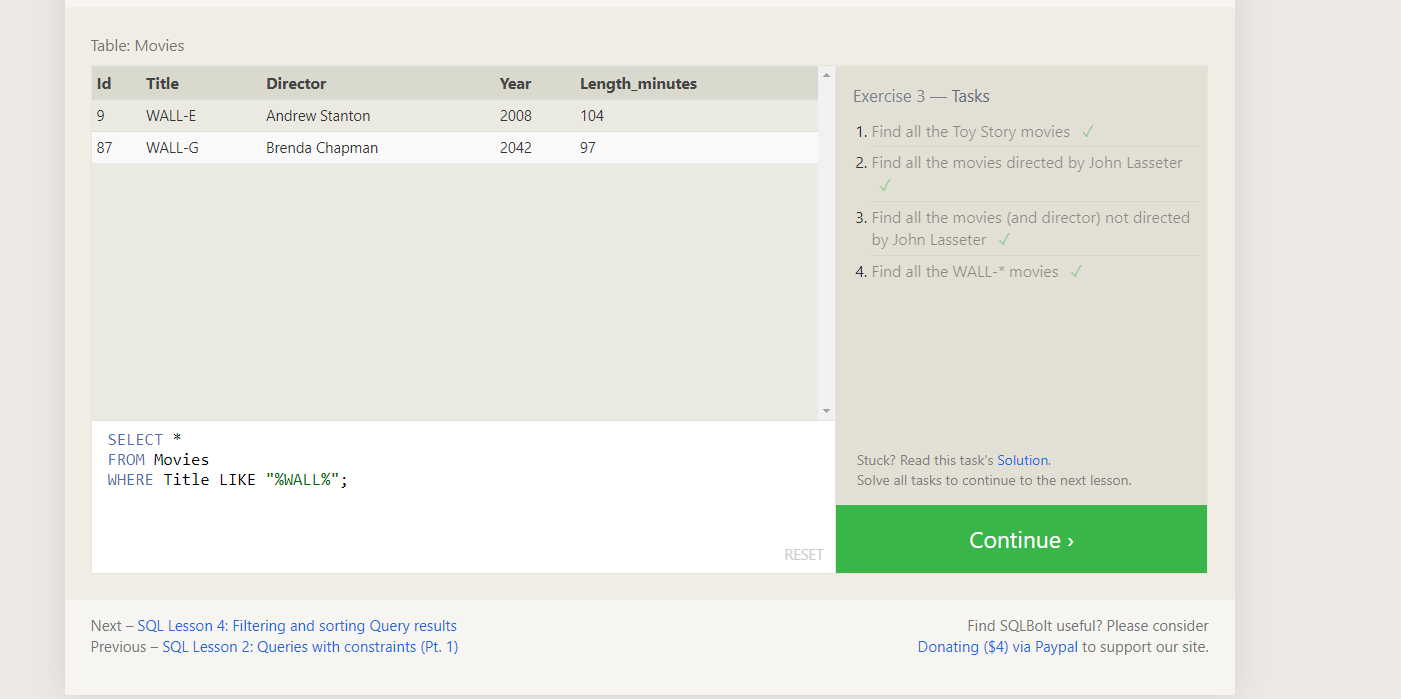 Table: Movies
Id Title Director Year Length_minutes
9 WALL-E Andrew Stanton 2008 104
87 WALL-G Brenda Chapman 2042 97
SELECT *
FROM Movies
WHERE Title LIKE "%WALL%";
RESET
Exercise 3 — Tasks
1. Find all the Toy Story movies ✓
2. Find all the movies directed by John Lasseter
✓
3. Find all the movies (and director) not directed
by John Lasseter ✓
4. Find all the WALL-* movies ✓
Stuck? Read this task's Solution.
Solve all tasks to continue to the next lesson.
Continue ›
Next – SQL Lesson 4: Filtering and sorting Query results
Previous – SQL Lesson 2: Queries with constraints (Pt. 1)
Find SQLBolt useful? Please consider
Donating ($4) via Paypal to support our site.